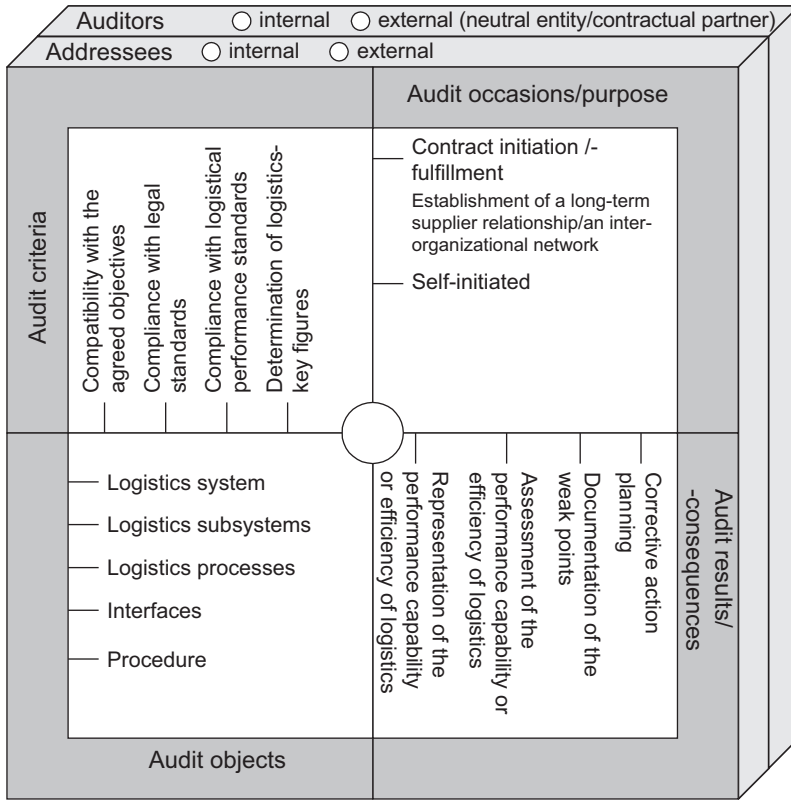 Auditors internal external (neutral entity/contractual partner)
Addressees internal external
Audit occasions/purpose
Contract initiation /-
fulfillment
Establishment of a long-term
supplier relationship/an inter-
organizational network
Self-initiated
Audit criteria
Compatibility with the
agreed objectives
Compliance with legal
standards
Compliance with logistical
performance standards
Determination of logistics-
key figures
Logistics system
Logistics subsystems
Logistics processes
Interfaces
Procedure
Audit objects
Representation of the
performance capability
or efficiency of logistics
Assessment of the
performance capability or
efficiency of logistics
Documentation of the
weak points
Corrective action
planning
Audit results/
-consequences